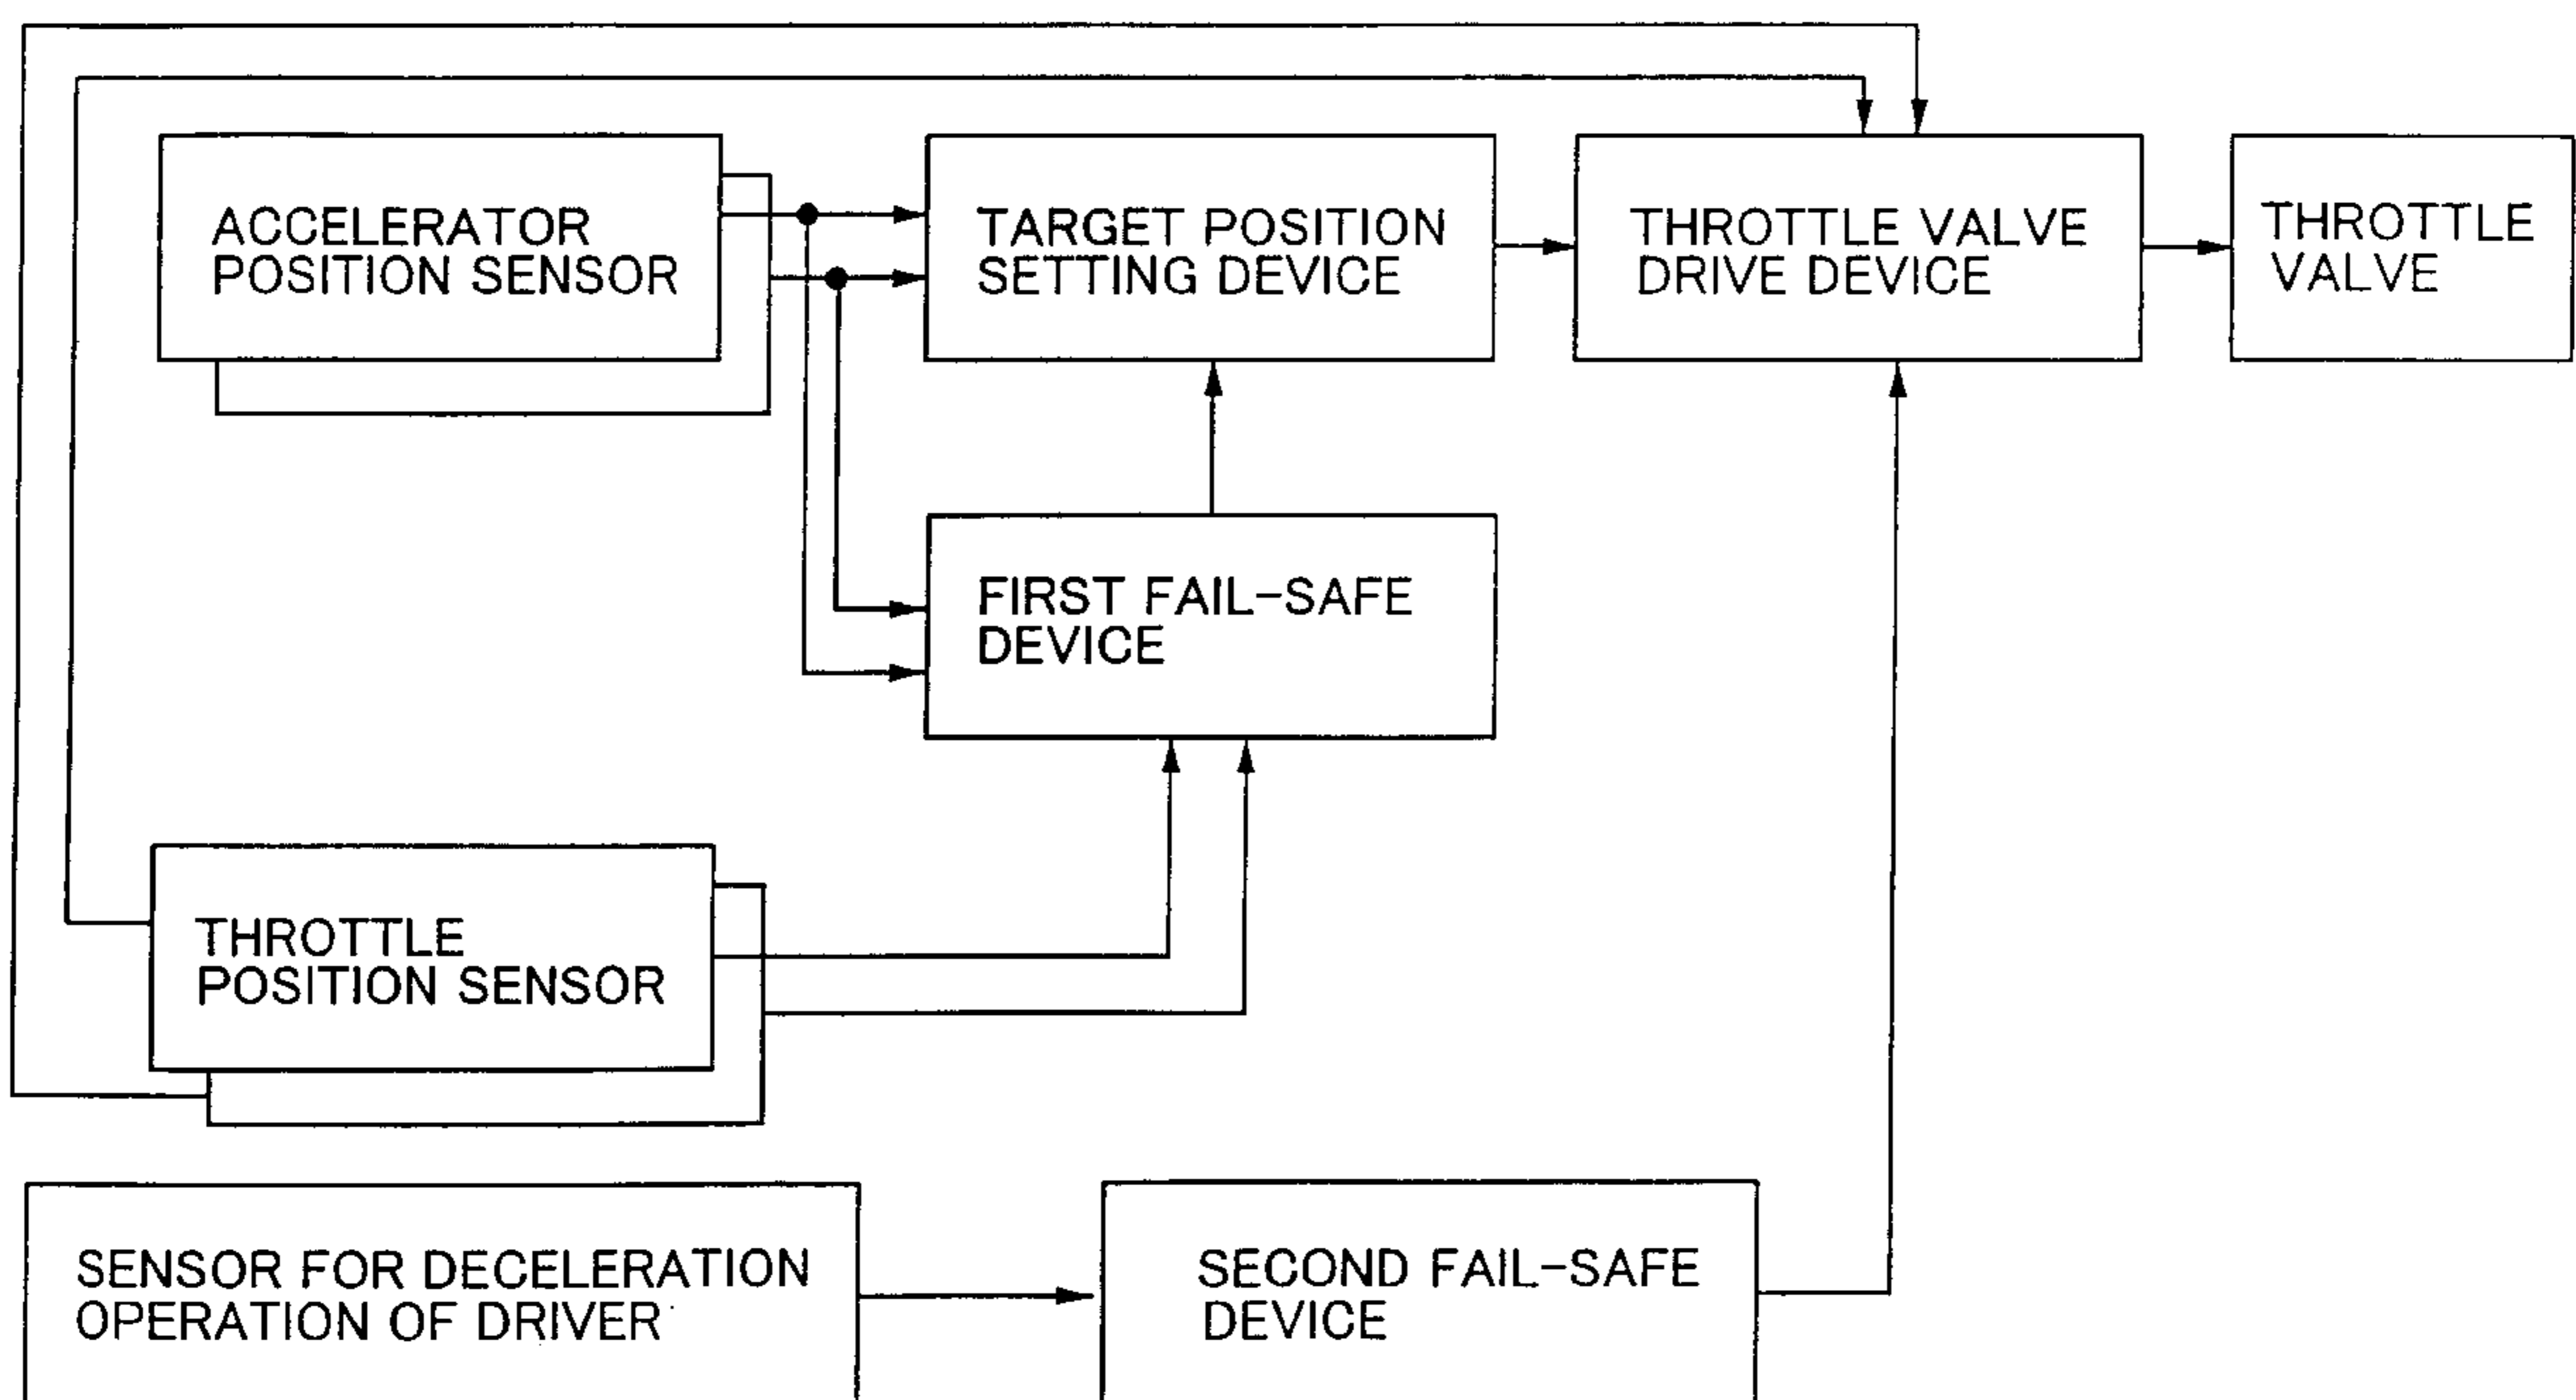 ACCELERATOR
POSITION SENSOR
TARGET POSITION
SETTING DEVICE
THROTTLE VALVE
DRIVE DEVICE
THROTTLE
VALVE
FIRST FAIL-SAFE
DEVICE
THROTTLE
POSITION SENSOR
SENSOR FOR DECELERATION
OPERATION OF DRIVER
SECOND FAIL-SAFE
DEVICE